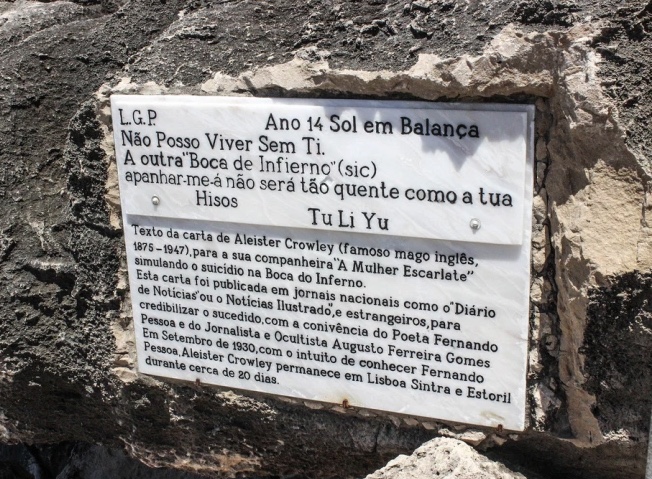 L.G.P. Ano 14 Sol em Balança
Não Posso Viver Sem Ti.
A outra "Boca de Infierno" (sic)
apanhar-me-á não será tão quente como a tua
Hisos
Tu Li Yu
Texto da carta de Aleister Crowley (famoso mago inglês,
1875-1947), para a sua companheira "A Mulher Escarlate"
simulando o suicidio na Boca do Inferno.
Esta carta foi publicada em jornais nacionais como o "Diário
de Notícias" ou o Notícias Ilustrado", e estrangeiros, para
credibilizar o sucedido, com a conivência do Poeta Fernando
Pessoa e do Jornalista e Ocultista Augusto Ferreira Gomes
Em Setembro de 1930, com o intuito de conhecer Fernando
Pessoa, Aleister Crowley permanece em Lisboa Sintra e Estoril
durante cerca de 20 dias.